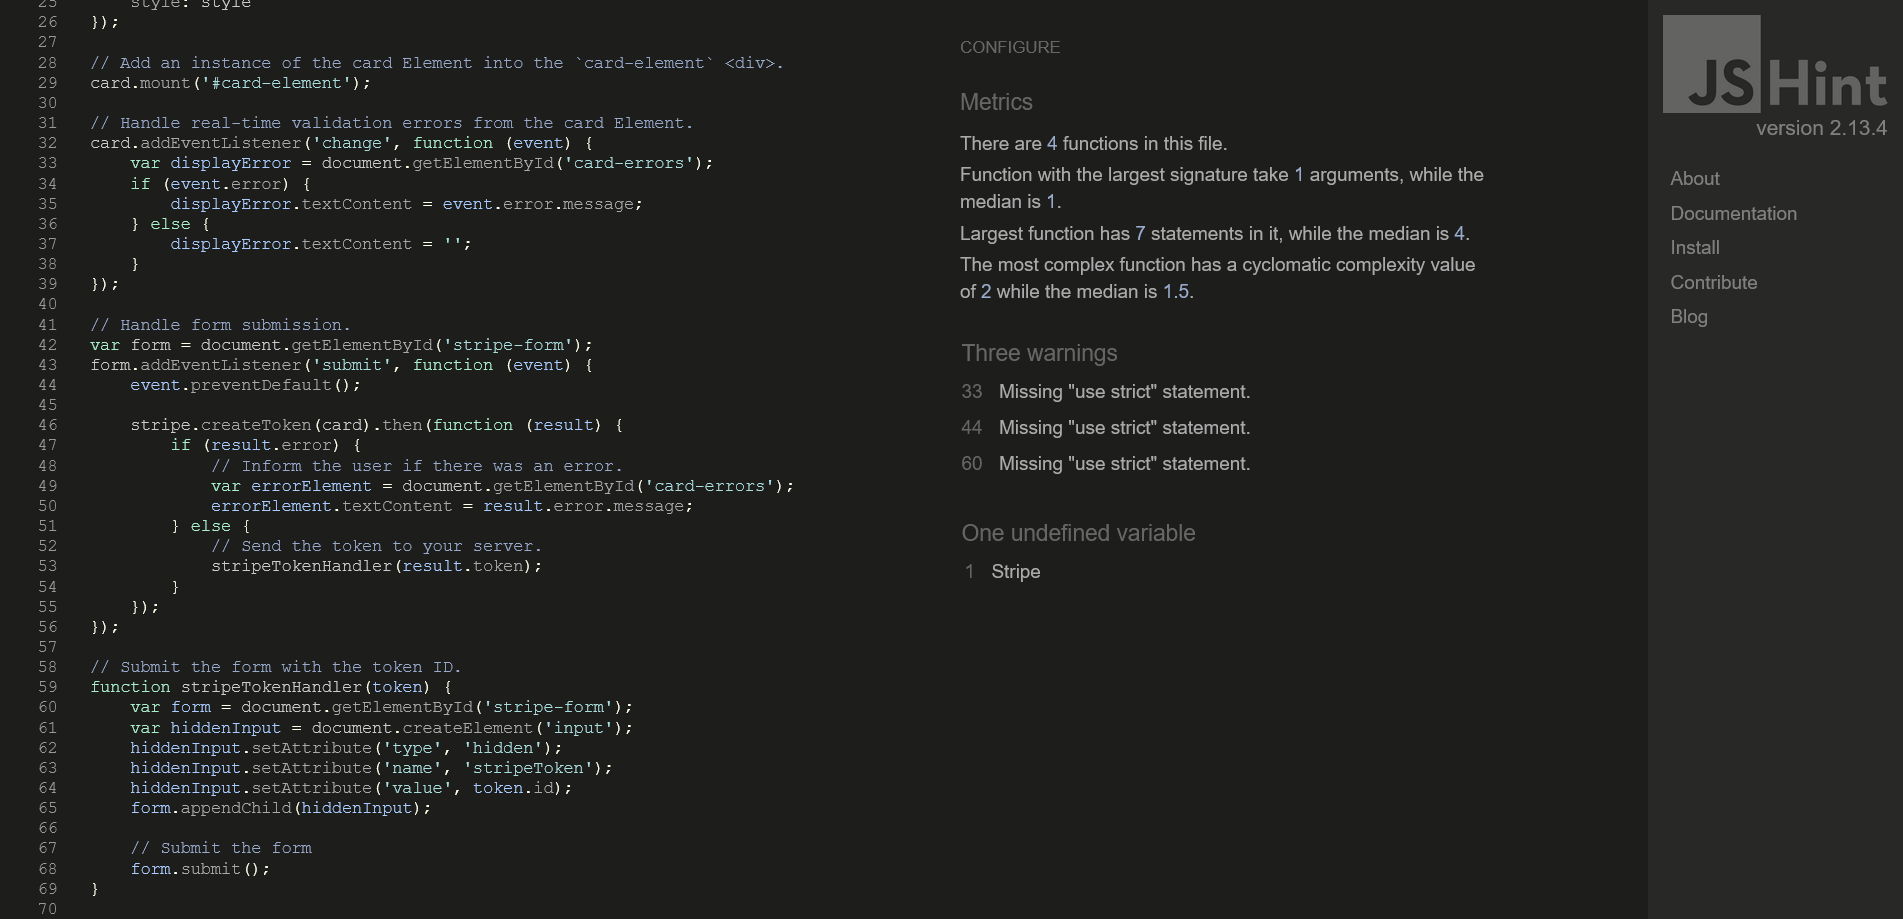 25 style: style
26 });
27
28 // Add an instance of the card Element into the `card-element` <div>.
29 card.mount('#card-element');
30
31 // Handle real-time validation errors from the card Element.
32 card.addEventListener('change', function (event) {
33 var displayError = document.getElementById('card-errors');
34 if (event.error) {
35 displayError.textContent = event.error.message;
36 } else {
37 displayError.textContent = '';
38 }
39 });
40
41 // Handle form submission.
42 var form = document.getElementById('stripe-form');
43 form.addEventListener('submit', function (event) {
44 event.preventDefault();
45
46 stripe.createToken(card).then(function (result) {
47 if (result.error) {
48 // Inform the user if there was an error.
49 var errorElement = document.getElementById('card-errors');
50 errorElement.textContent = result.error.message;
51 } else {
52 // Send the token to your server.
53 stripeTokenHandler(result.token);
54 }
55 });
56 });
57
58 // Submit the form with the token ID.
59 function stripeTokenHandler(token) {
60 var form = document.getElementById('stripe-form');
61 var hiddenInput = document.createElement('input');
62 hiddenInput.setAttribute('type', 'hidden');
63 hiddenInput.setAttribute('name', 'stripeToken');
64 hiddenInput.setAttribute('value', token.id);
65 form.appendChild(hiddenInput);
66
67 // Submit the form
68 form.submit();
69 }
70
CONFIGURE
Metrics
There are 4 functions in this file.
Function with the largest signature take 1 arguments, while the
median is 1.
Largest function has 7 statements in it, while the median is 4.
The most complex function has a cyclomatic complexity value
of 2 while the median is 1.5.
Three warnings
33 Missing "use strict" statement.
44 Missing "use strict" statement.
60 Missing "use strict" statement.
One undefined variable
1 Stripe
JSHint
version 2.13.4
About
Documentation
Install
Contribute
Blog